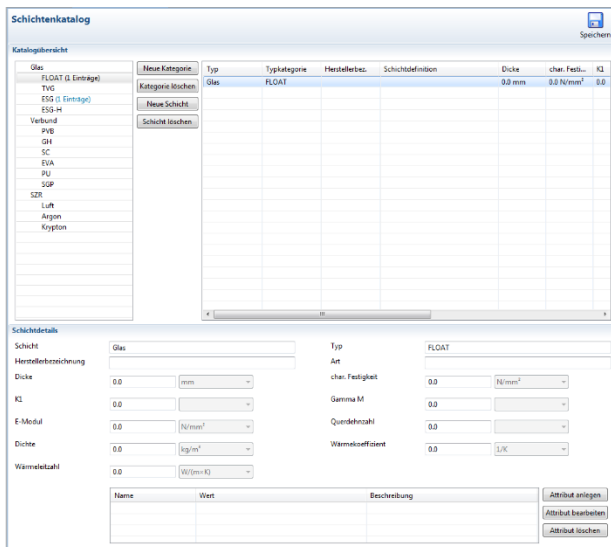 Schichtenkatalog
Speichern
Katalogübersicht
Glas
FLOAT (1 Einträge)
TVG
ESG (1 Einträge)
ESG-H
Verbund
PVB
GH
SC
EVA
PU
SGP
SZR
Luft
Argon
Krypton
Neue Kategorie
Kategorie löschen
Neue Schicht
Schicht löschen
Typ Typkategorie Herstellerbez. Schichtdefinition Dicke char. Festi... K1
Glas FLOAT 0.0 mm 0.0 N/mm² 0.0
Schichtdetails
Schicht Glas Typ FLOAT
Herstellerbezeichnung Art
Dicke 0.0 mm char. Festigkeit 0.0 N/mm²
K1 0.0 Gamma M 0.0
E-Modul 0.0 N/mm² Querdehnzahl 0.0
Dichte 0.0 kg/m³ Wärmekoeffizient 0.0 1/K
Wärmeleitzahl 0.0 W/(m×K)
Name Wert Beschreibung
Attribut anlegen
Attribut bearbeiten
Attribut löschen